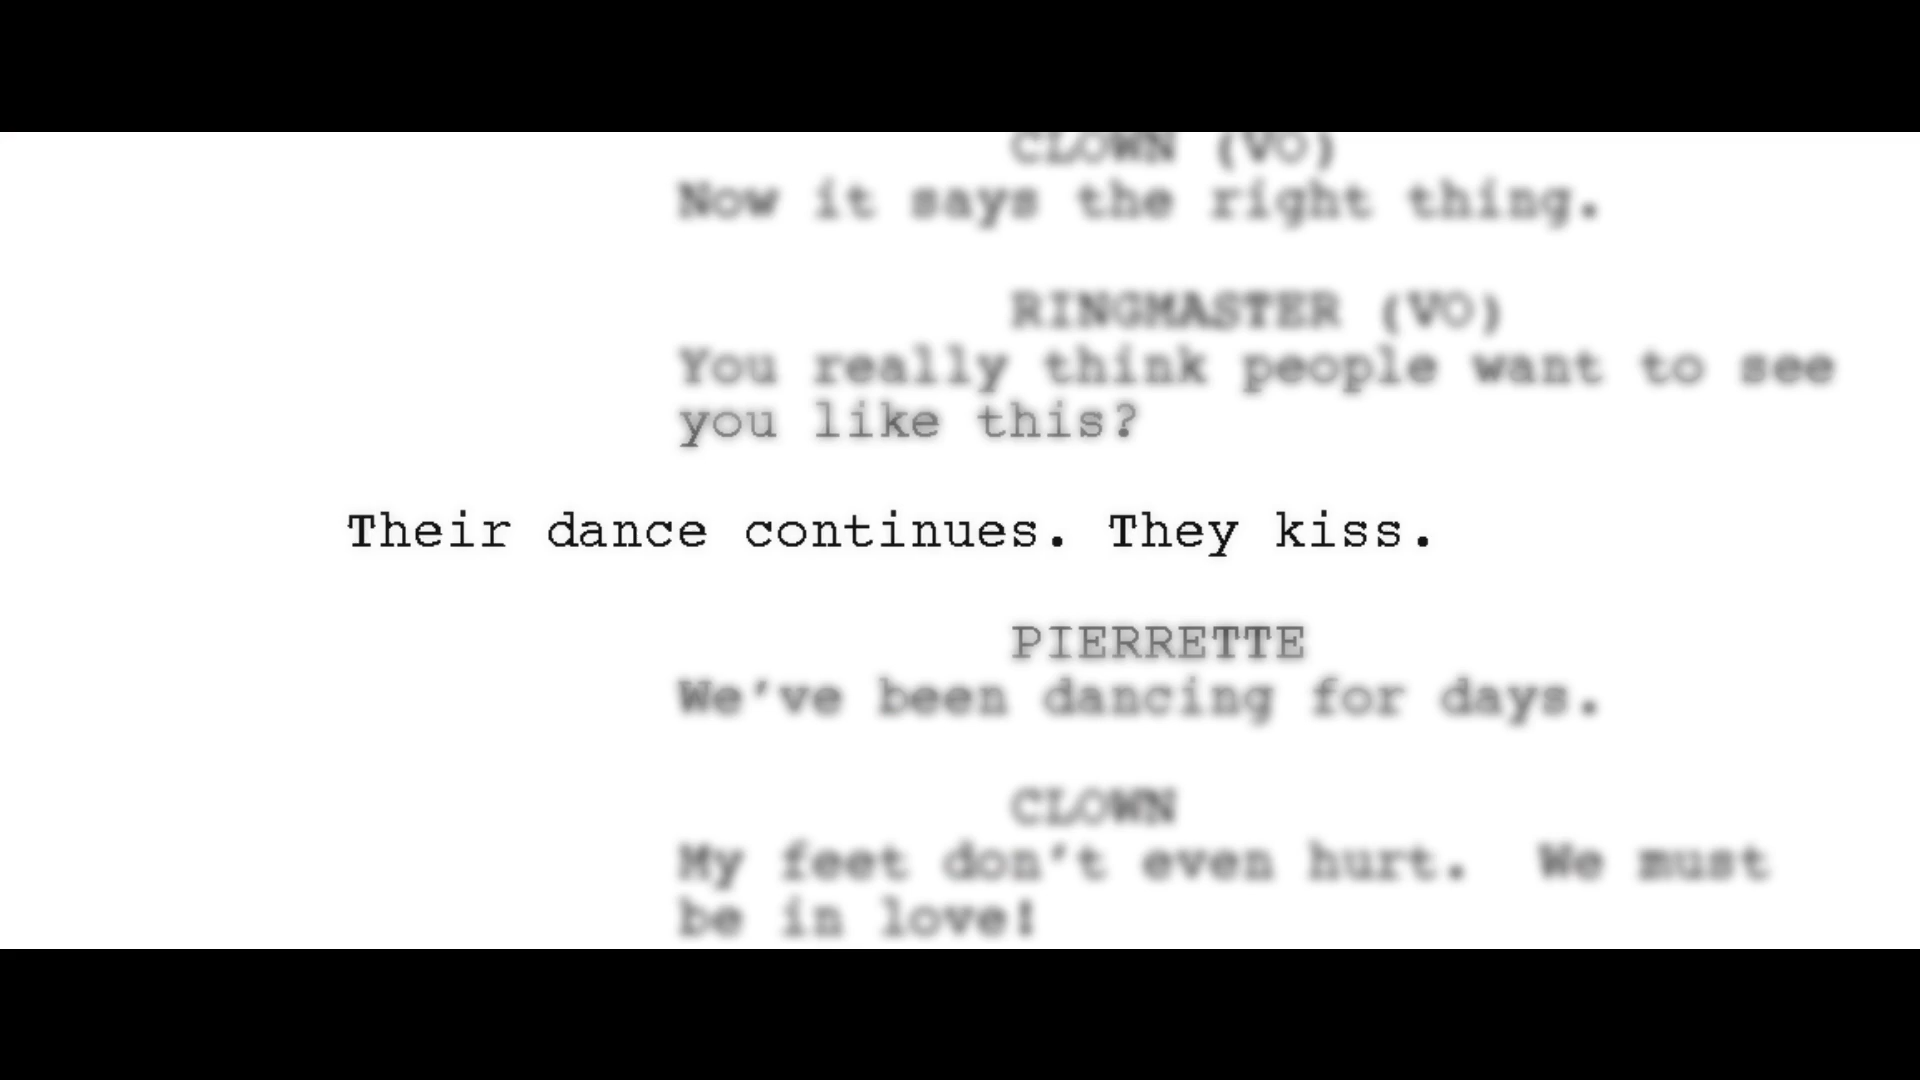 CLOWN (VO)
Now it says the right thing.
RINGMASTER (VO)
You really think people want to see
you like this?
Their dance continues. They kiss.
PIERRETTE
We've been dancing for days.
CLOWN
My feet don't even hurt.  We must
be in love!